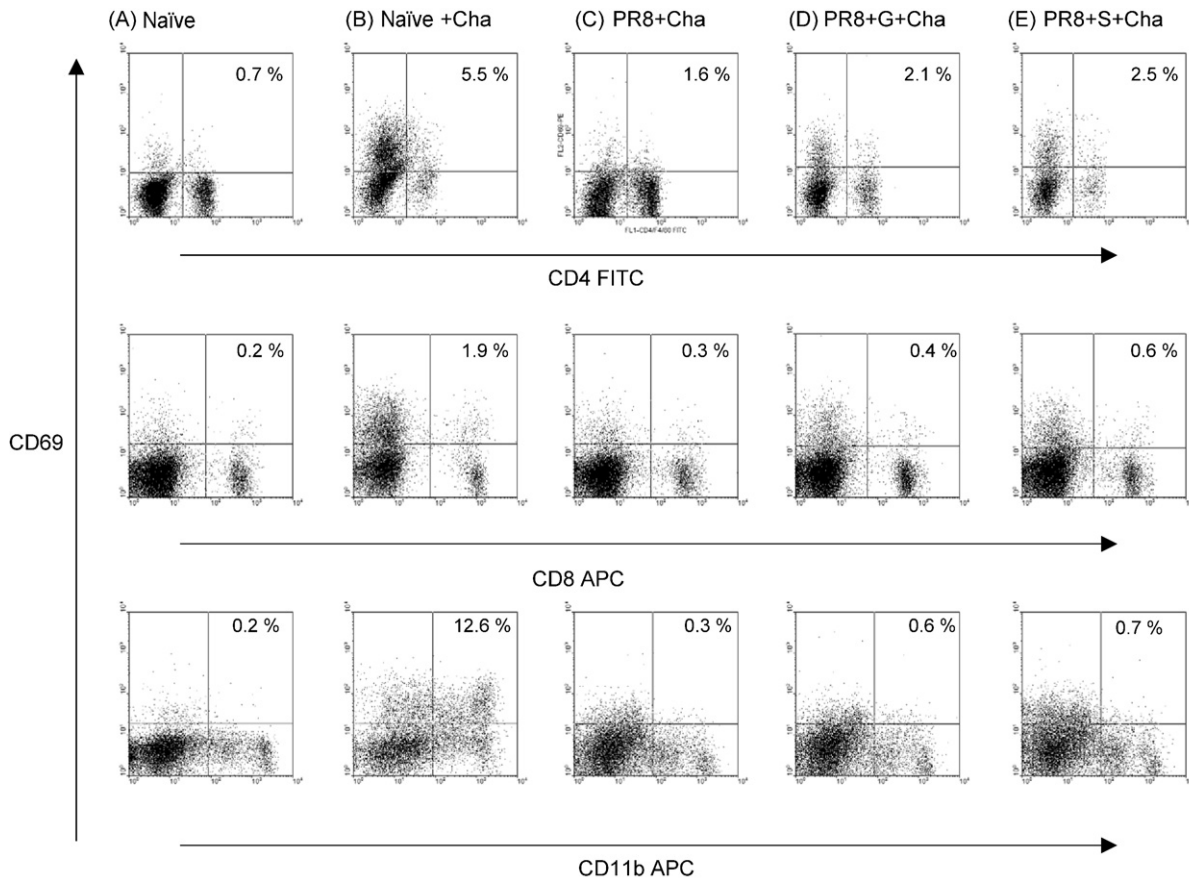 (A) Naïve (B) Naïve +Cha (C) PR8+Cha (D) PR8+G+Cha (E) PR8+S+Cha
0.7 % 5.5 % 1.6 % 2.1 % 2.5 %
CD4 FITC
0.2 % 1.9 % 0.3 % 0.4 % 0.6 %
CD69
CD8 APC
0.2 % 12.6 % 0.3 % 0.6 % 0.7 %
CD11b APC